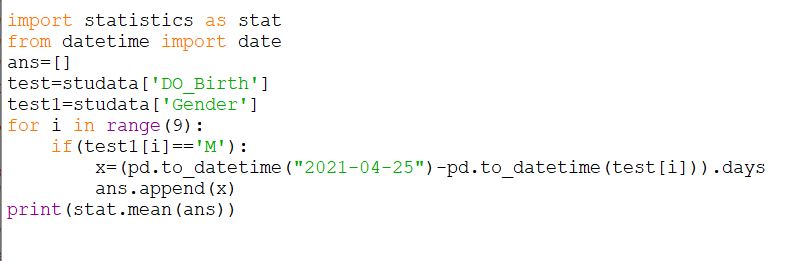 import statistics as stat
from datetime import date
ans=[]
test=studata['DO_Birth']
test1=studata['Gender']
for i in range(9):
    if(test1[i]=='M'):
        x=(pd.to_datetime("2021-04-25")-pd.to_datetime(test[i])).days
        ans.append(x)
print(stat.mean(ans))